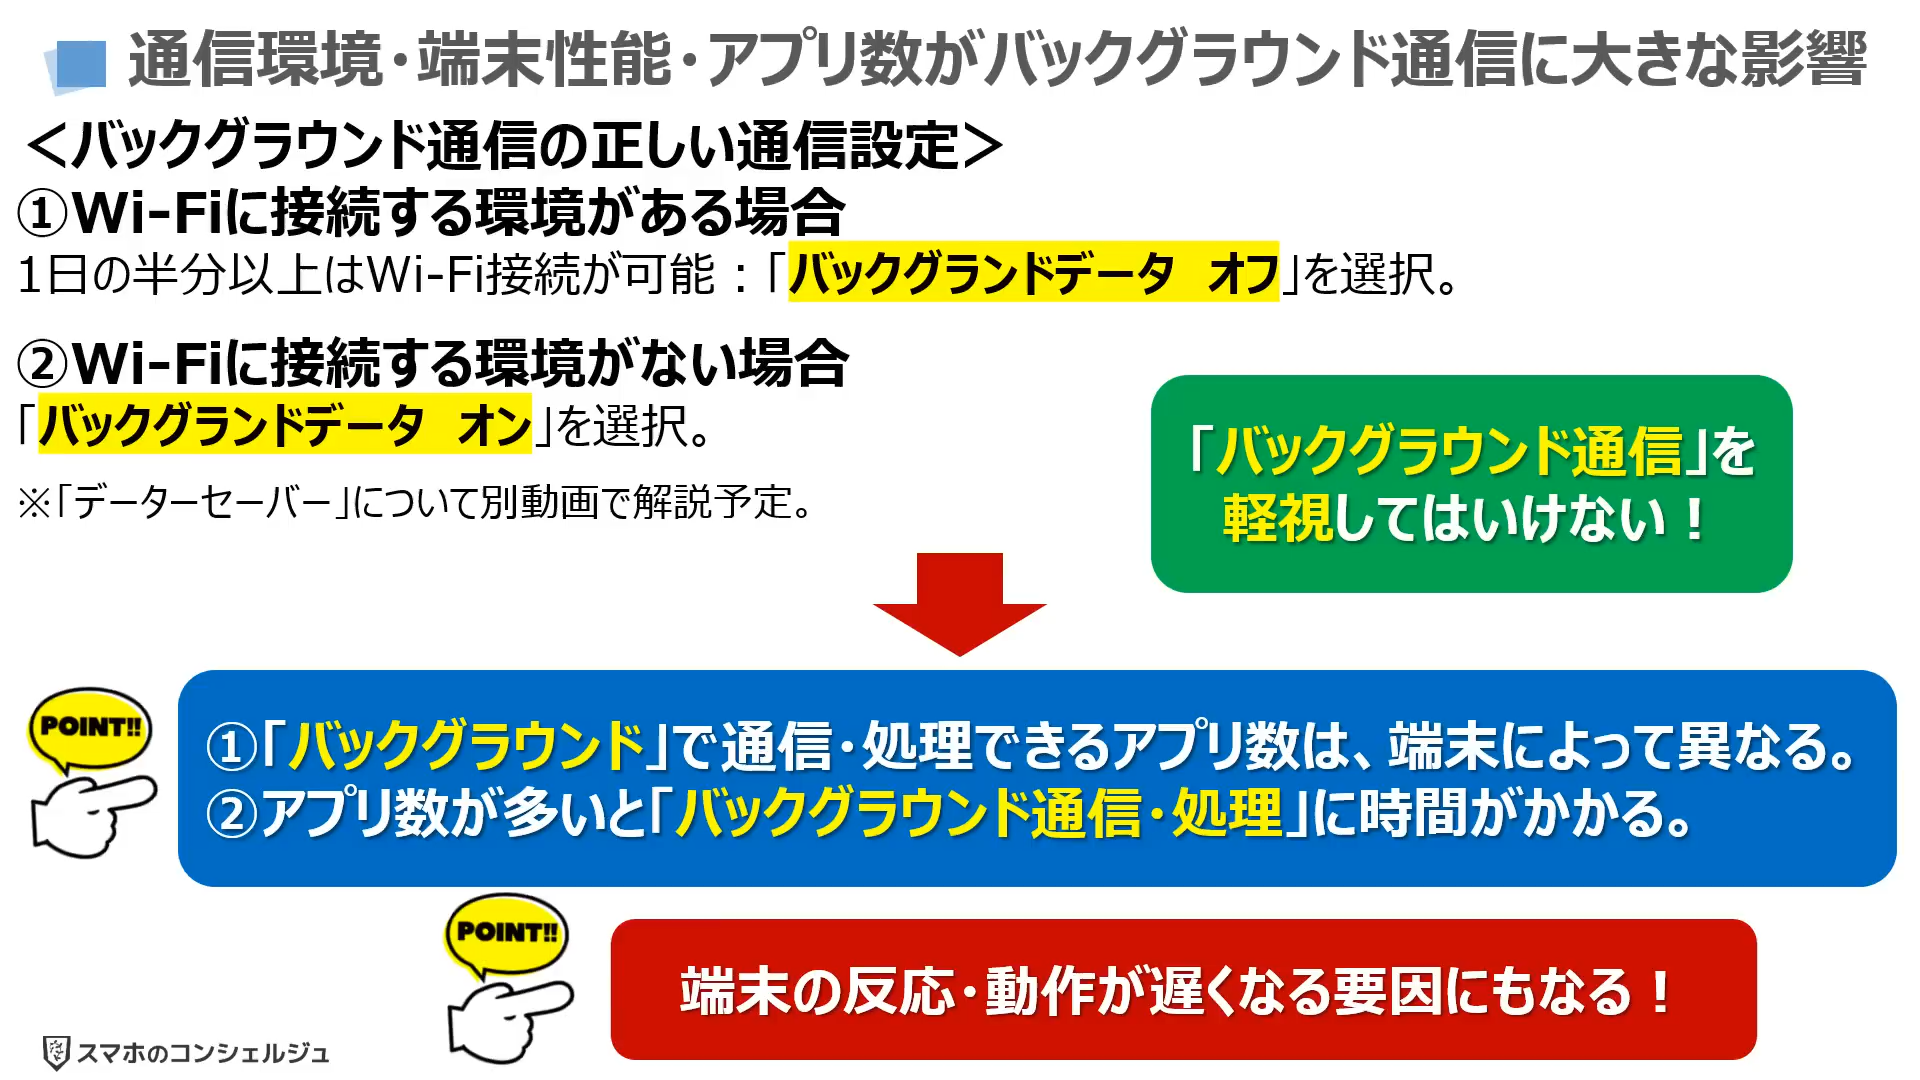 通信環境・端末性能・アプリ数がバックグラウンド通信に大きな影響
＜バックグラウンド通信の正しい通信設定＞
①Wi-Fiに接続する環境がある場合
1日の半分以上はWi-Fi接続が可能：「バックグランドデータ　オフ」を選択。
②Wi-Fiに接続する環境がない場合
「バックグランドデータ　オン」を選択。
※「データーセーバー」について別動画で解説予定。
「バックグラウンド通信」を
軽視してはいけない！
POINT!!
①「バックグラウンド」で通信・処理できるアプリ数は、端末によって異なる。
②アプリ数が多いと「バックグラウンド通信・処理」に時間がかかる。
POINT!!
端末の反応・動作が遅くなる要因にもなる！
スマホのコンシェルジュ